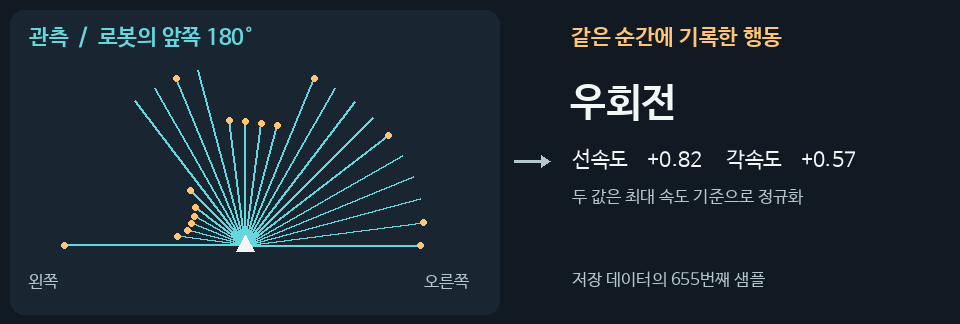 관측 / 로봇의 앞쪽 180°
같은 순간에 기록한 행동
우회전
선속도 +0.82 각속도 +0.57
두 값은 최대 속도 기준으로 정규화
왼쪽
오른쪽
저장 데이터의 655번째 샘플